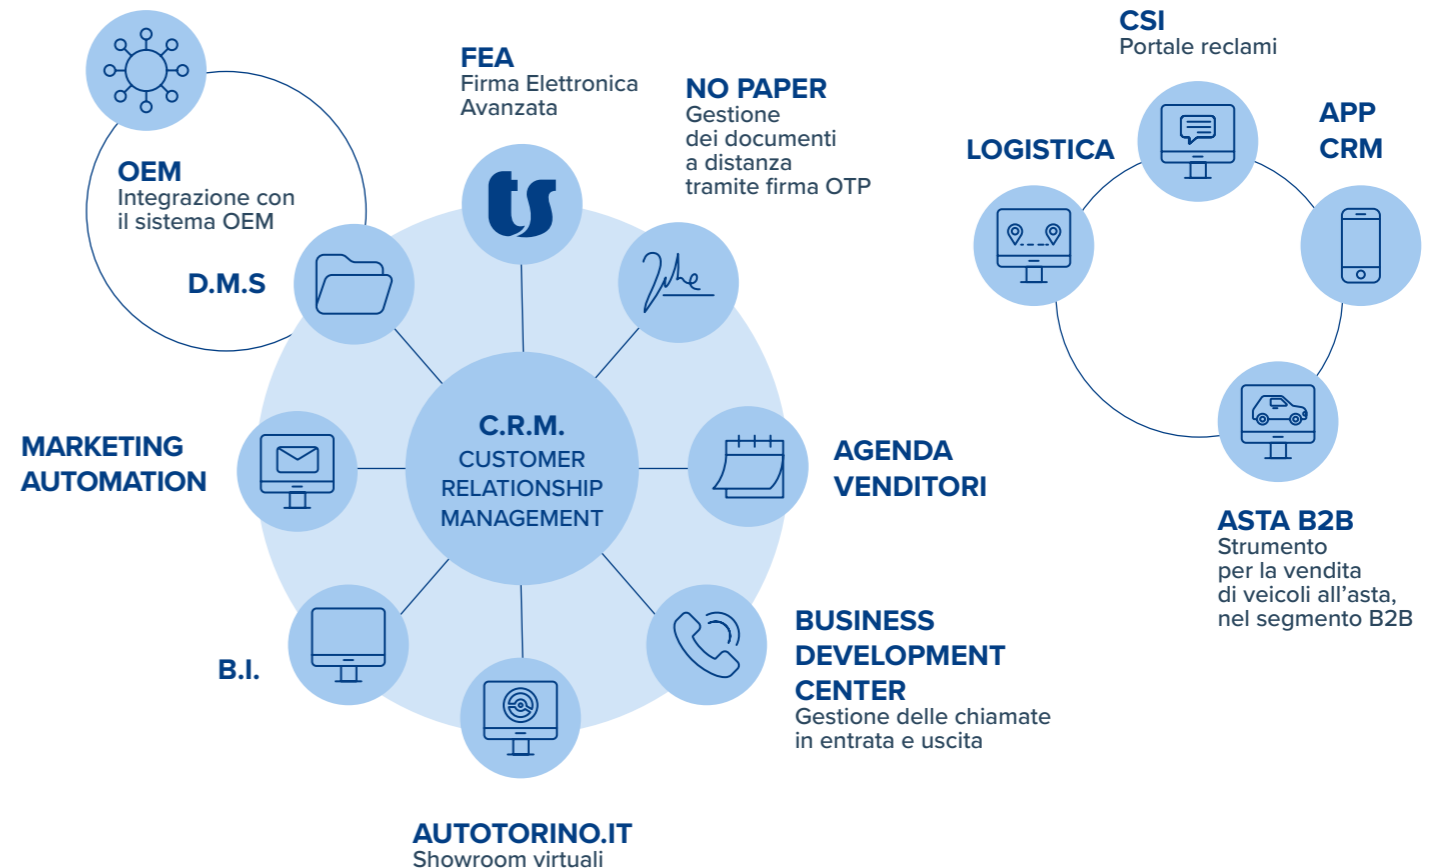 OEM
Integrazione con
il sistema OEM
D.M.S
FEA
Firma Elettronica
Avanzata
ts
NO PAPER
Gestione
dei documenti
a distanza
tramite firma OTP
C.R.M.
CUSTOMER
RELATIONSHIP
MANAGEMENT
MARKETING
AUTOMATION
AGENDA
VENDITORI
B.I.
BUSINESS
DEVELOPMENT
CENTER
Gestione delle chiamate
in entrata e uscita
AUTOTORINO.IT
Showroom virtuali
CSI
Portale reclami
LOGISTICA
APP
CRM
ASTA B2B
Strumento
per la vendita
di veicoli all'asta,
nel segmento B2B